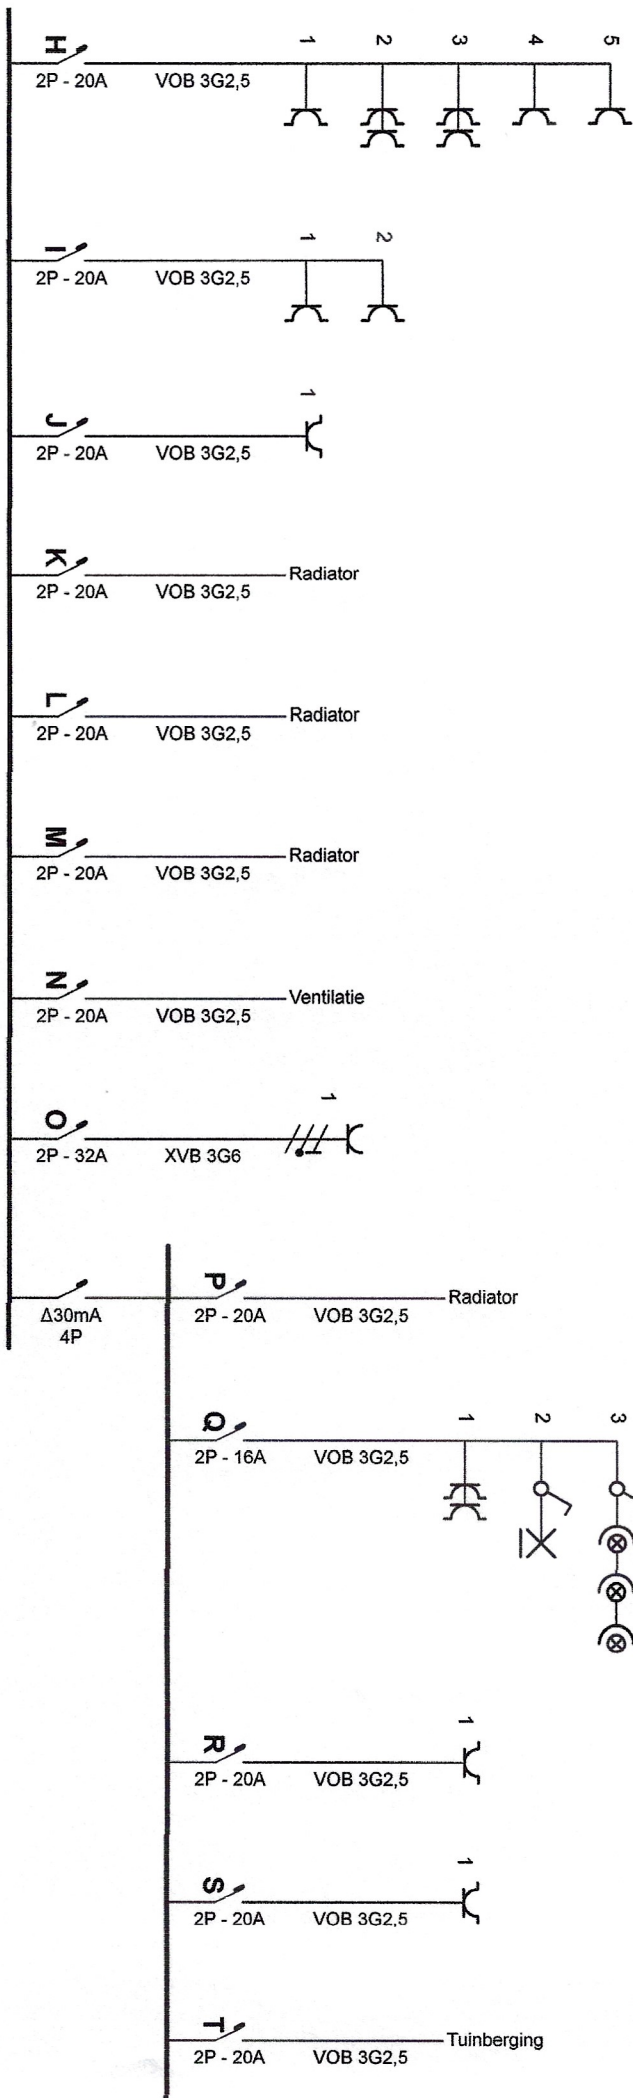 H 1 2 3 4 5
2P - 20A VOB 3G2,5
I 1 2
2P - 20A VOB 3G2,5
J 1
2P - 20A VOB 3G2,5
K Radiator
2P - 20A VOB 3G2,5
L Radiator
2P - 20A VOB 3G2,5
M Radiator
2P - 20A VOB 3G2,5
N Ventilatie
2P - 20A VOB 3G2,5
O 1
2P - 32A XVB 3G6
P Radiator
Δ30mA 2P - 20A VOB 3G2,5
4P
Q 1 2 3
2P - 16A VOB 3G2,5
R 1
2P - 20A VOB 3G2,5
S 1
2P - 20A VOB 3G2,5
T Tuinberging
2P - 20A VOB 3G2,5